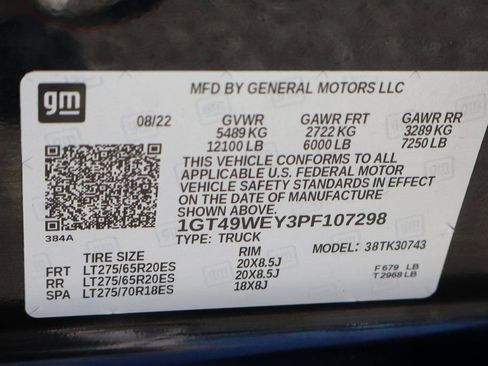 gm
MFD BY GENERAL MOTORS LLC
08/22 GVWR GAWR FRT GAWR RR
5489 KG 2722 KG 3289 KG
12100 LB 6000 LB 7250 LB
THIS VEHICLE CONFORMS TO ALL
APPLICABLE U.S. FEDERAL MOTOR
VEHICLE SAFETY STANDARDS IN EFFECT
ON THE DATE OF MANUFACTURE
SHOWN ABOVE.
384A
1GT49WEY3PF107298
TYPE: TRUCK MODEL: 38TK30743
TIRE SIZE RIM
FRT LT275/65R20ES 20X8.5J F 679 LB
RR LT275/65R20ES 20X8.5J T 2968 LB
SPA LT275/70R18ES 18X8J